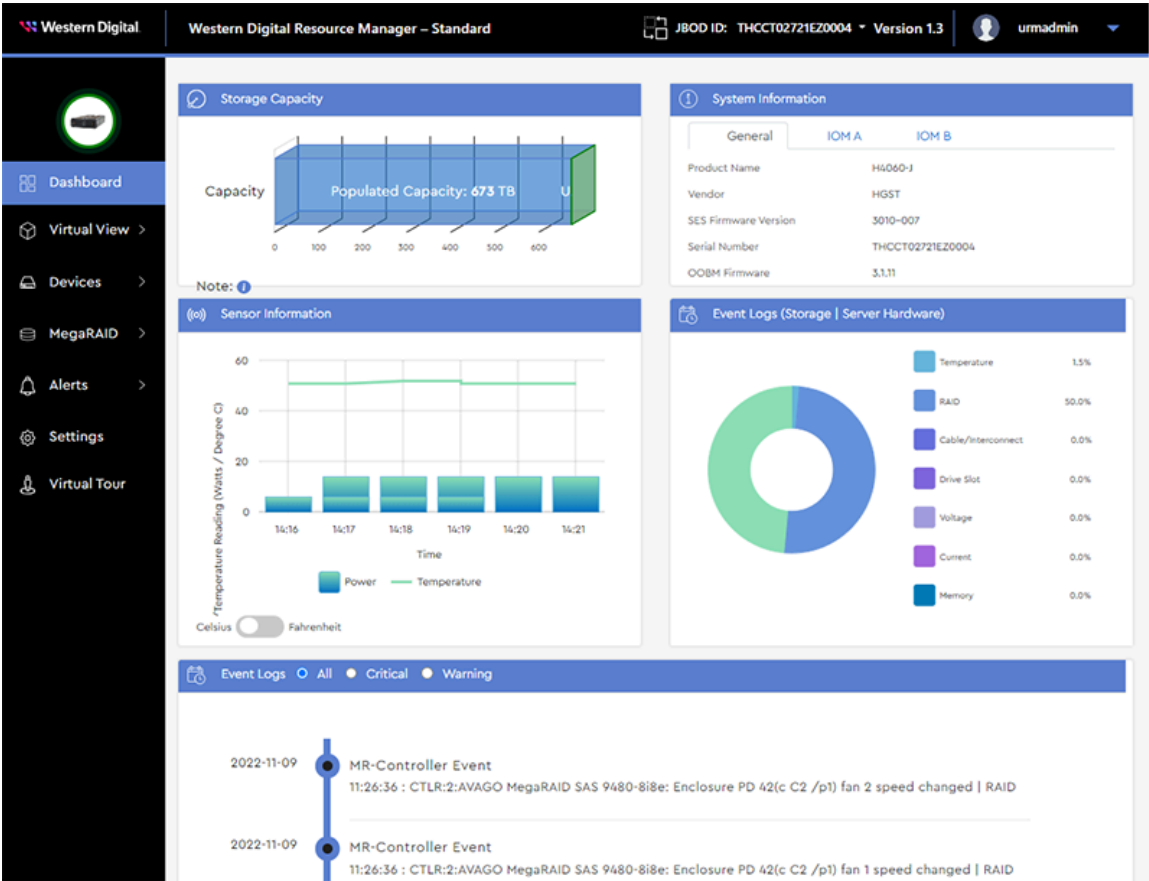 Western Digital.
Western Digital Resource Manager – Standard
JBOD ID: THCCT02721EZ0004
Version 1.3
urmadmin
Dashboard
Virtual View
Devices
MegaRAID
Alerts
Settings
Virtual Tour
Storage Capacity
Capacity
Populated Capacity: 673 TB
U
0 100 200 300 400 500 600
Note:
System Information
General IOM A IOM B
Product Name H4060-J
Vendor HGST
SES Firmware Version 3010-007
Serial Number THCCT02721EZ0004
OOBM Firmware 3.1.11
Sensor Information
60
40
20
0
Temperature Reading (Watts / Degree C)
14:16 14:17 14:18 14:19 14:20 14:21
Time
Power Temperature
Celsius Fahrenheit
Event Logs (Storage | Server Hardware)
Temperature 1.5%
RAID 50.0%
Cable/Interconnect 0.0%
Drive Slot 0.0%
Voltage 0.0%
Current 0.0%
Memory 0.0%
Event Logs All Critical Warning
2022-11-09
MR-Controller Event
11:26:36 : CTLR:2:AVAGO MegaRAID SAS 9480-8i8e: Enclosure PD 42(c C2 /p1) fan 2 speed changed | RAID
2022-11-09
MR-Controller Event
11:26:36 : CTLR:2:AVAGO MegaRAID SAS 9480-8i8e: Enclosure PD 42(c C2 /p1) fan 1 speed changed | RAID